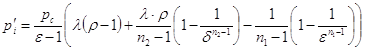 p'_i = \frac{p_c}{\varepsilon-1}\left(\lambda(\rho-1)+\frac{\lambda\cdot\rho}{n_2-1}\left(1-\frac{1}{\delta^{n_2-1}}\right)-\frac{1}{n_1-1}\left(1-\frac{1}{\varepsilon^{n_1-1}}\right)\right)